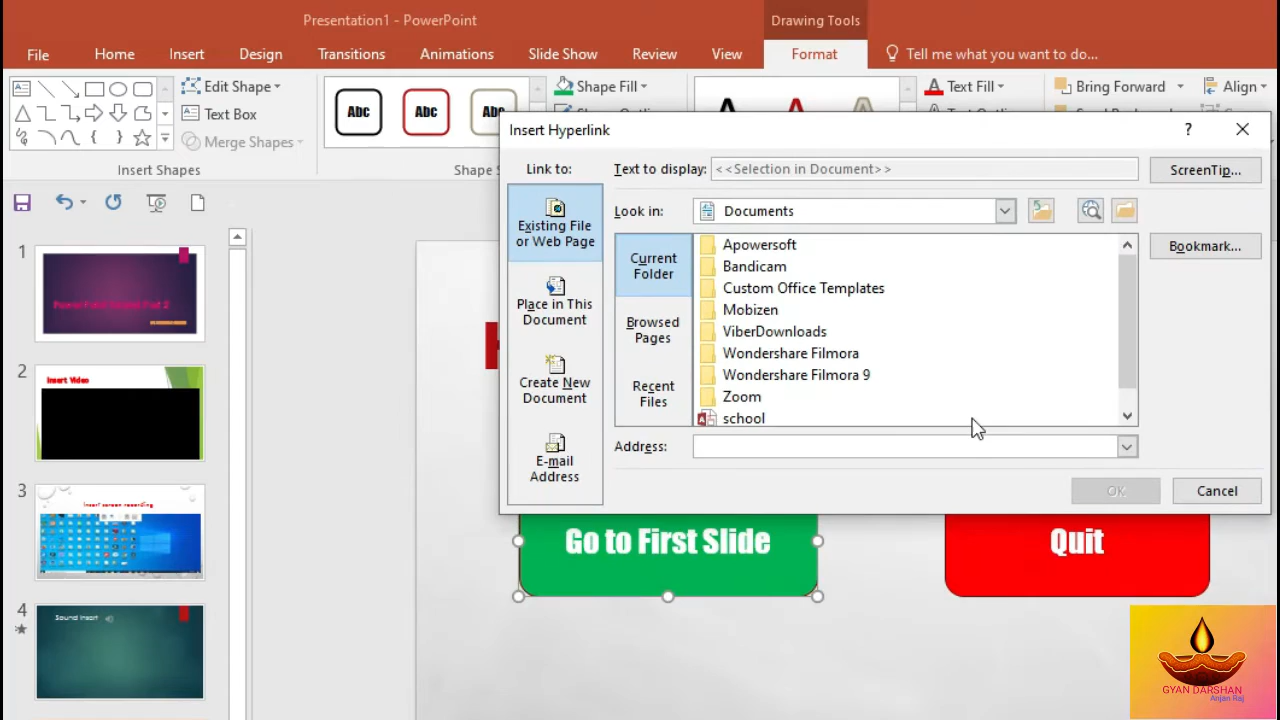 Presentation1 - PowerPoint
Drawing Tools
File
Home
Insert
Design
Transitions
Animations
Slide Show
Review
View
Format
Tell me what you want to do...
Edit Shape
Text Box
Merge Shapes
Insert Shapes
Abc
Abc
Abc
Shape Fill
Shape S
Text Fill
Bring Forward
Align
Insert Hyperlink
?
Link to:
Text to display:
<<Selection in Document>>
ScreenTip...
Existing File
or Web Page
Look in:
Documents
Current
Folder
Apowersoft
Bandicam
Custom Office Templates
Mobizen
ViberDownloads
Wondershare Filmora
Wondershare Filmora 9
Zoom
school
Bookmark...
Place in This
Document
Browsed
Pages
Create New
Document
Recent
Files
E-mail
Address
Address:
OK
Cancel
1
2
Insert Video
3
Insert screen recording
4
Sound Insert
Go to First Slide
Quit
GYAN DARSHAN
Anjan Raj